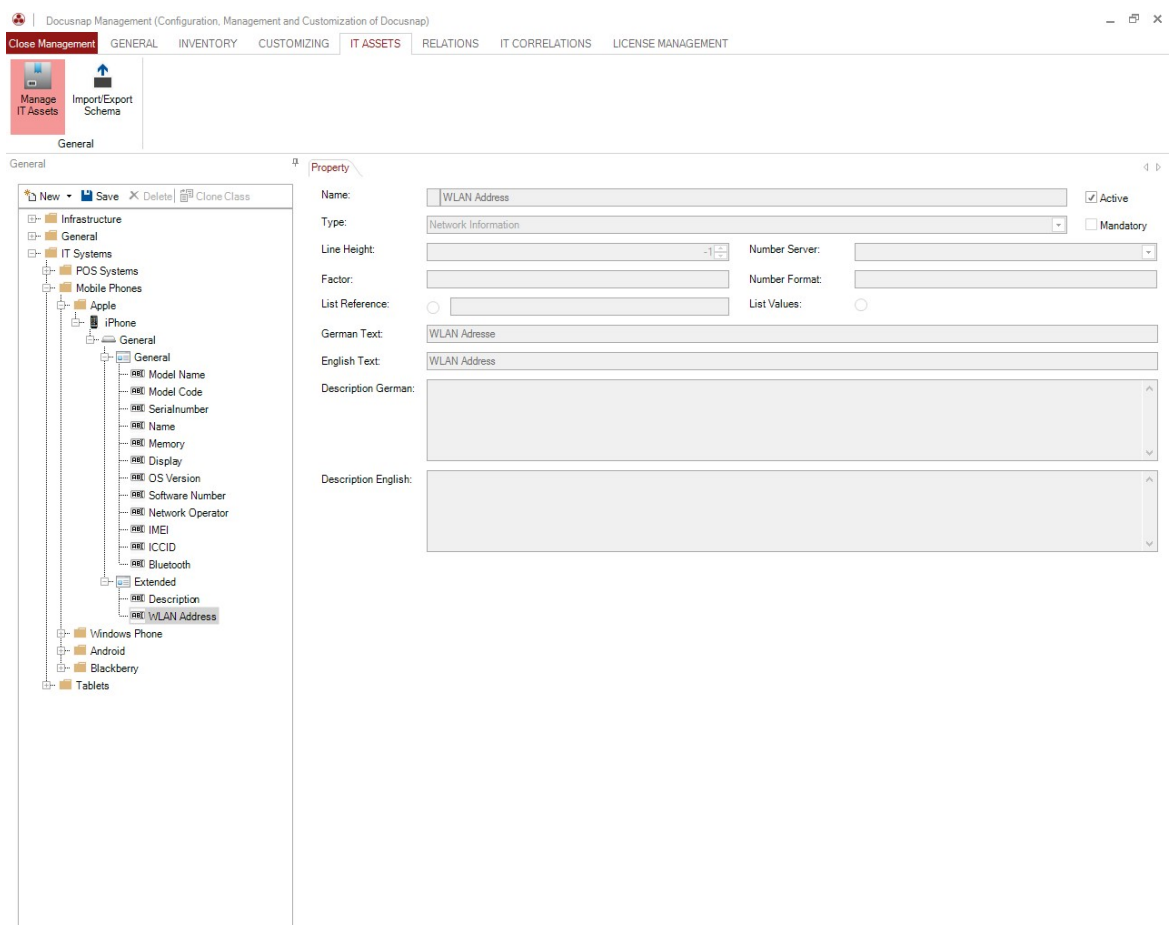 Docusnap Management (Configuration, Management and Customization of Docusnap)
Close Management GENERAL INVENTORY CUSTOMIZING IT ASSETS RELATIONS IT CORRELATIONS LICENSE MANAGEMENT
Manage IT Assets
Import/Export Schema
General
General
Property
New Save Delete Clone Class
Infrastructure
General
IT Systems
POS Systems
Mobile Phones
Apple
iPhone
General
General
Model Name
Model Code
Serialnumber
Name
Memory
Display
OS Version
Software Number
Network Operator
IMEI
ICCID
Bluetooth
Extended
Description
WLAN Address
Windows Phone
Android
Blackberry
Tablets
Name: WLAN Address Active
Type: Network Information Mandatory
Line Height: -1 Number Server:
Factor: Number Format:
List Reference: List Values:
German Text: WLAN Adresse
English Text: WLAN Address
Description German:
Description English: